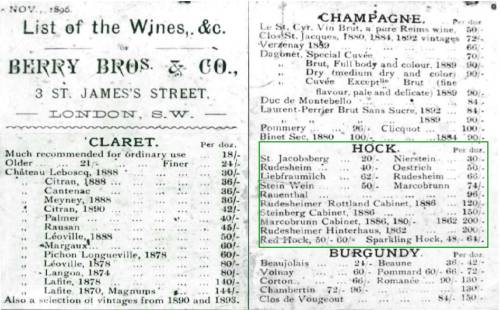 NOV., 1896.
List of the Wines, &c.
OF
BERRY BROS. & CO.,
3 ST. JAMES'S STREET,
LONDON, S.W.
CLARET.
Per doz.
Much recommended for ordinary use 18/-
Older 21/- Finer 24/-
Château Leboscq, 1888 30/-
„ Citran, 1888 36/-
„ Cantenac 36/-
„ Meyney, 1888 36/-
„ Citran, 1890 42/-
„ Palmer 40/-
„ Rausan 45/-
„ Léoville, 1888 50/-
„ Margaux 60/-
„ Pichon Longueville, 1878 60/-
„ Léoville, 1878 80/-
„ Langoa, 1874 80/-
„ Lafite, 1878 140/-
„ Lafite, 1870, Magnums 144/-
Also a selection of vintages from 1890 and 1893.
CHAMPAGNE.
Per doz.
Le St. Cyr, Vin Brut, a pure Reims wine, 50/-
Clos St. Jacques, 1880, 1884, 1892 vintages 72/-
Verzenay 1889 66/-
Dagonet, Special Cuvée 70/-
„ Brut, Full body and colour, 1889 90/-
„ Dry (medium dry and color) 90/-
„ Cuvée Exceptlle Brut (fine
flavour, pale and delicate) 1889 90/-
Duc de Montebello 84/-
Laurent-Perrier Brut Sans Sucre, 1892 84/-
„ „ 1889
Pommery 96/- Clicquot 100/-
Binet Sec, 1880 100/- 1884 90/-
HOCK.
Per doz.
St Jacobsberg 20/- Nierstein 30/-
Rudesheim 40/- Oestrich 50/-
Liebfraumilch 62/- Rudesheim 66/-
Stein Wein 50/- Marcobrunn 74/-
Rauenthal 96/-
Rudesheimer Rottland Cabinet, 1886 120/-
Steinberg Cabinet, 1886 150/-
Marcobrunn Cabinet, 1886, 180/- 1862 200/-
Rudesheimer Hinterhaus, 1862 200/-
Red Hock, 50/- 60/- Sparkling Hock, 48/- 64/-
BURGUNDY.
Per doz.
Beaujolais 24/- Beaune 36/- 42/-
Volnay 60/- Pommard 60/- 66/- 72/-
Corton 66/- Romanée 90/- 130/-
Chambertin 72/- 96/- 130/-
Clos de Vougeot 84/- 150/-